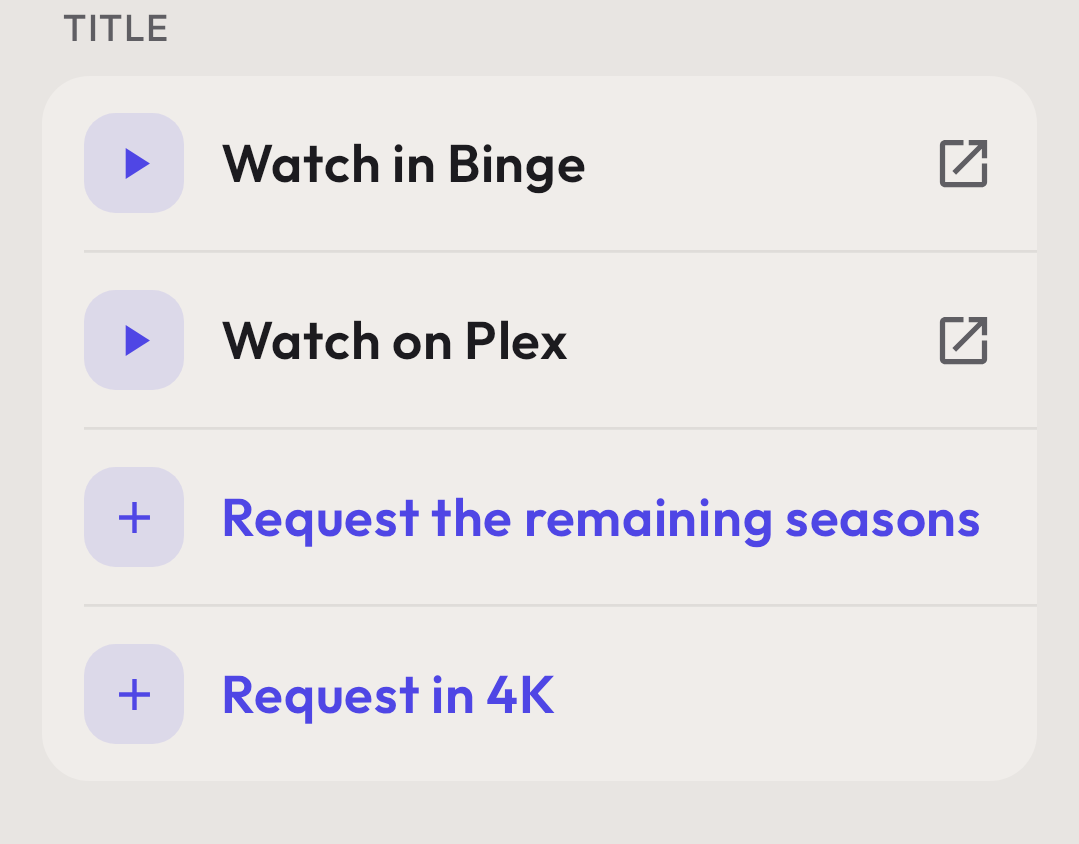 TITLE
Watch in Binge
Watch on Plex
Request the remaining seasons
Request in 4K